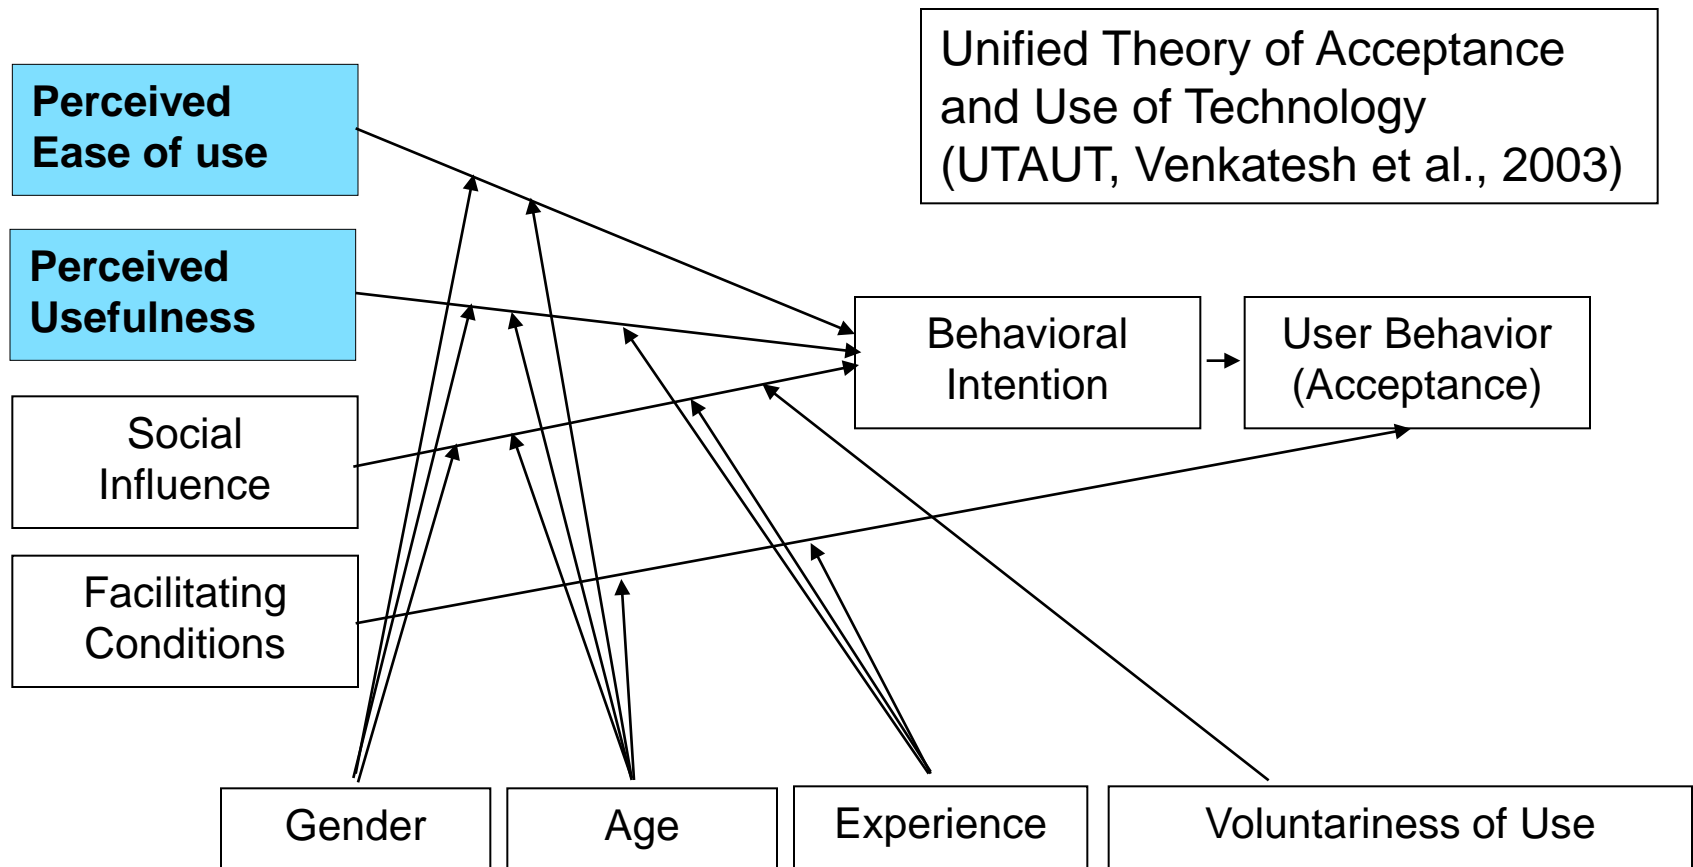 Unified Theory of Acceptance
and Use of Technology
(UTAUT, Venkatesh et al., 2003)
Perceived
Ease of use
Perceived
Usefulness
Social
Influence
Facilitating
Conditions
Behavioral
Intention
User Behavior
(Acceptance)
Gender
Age
Experience
Voluntariness of Use